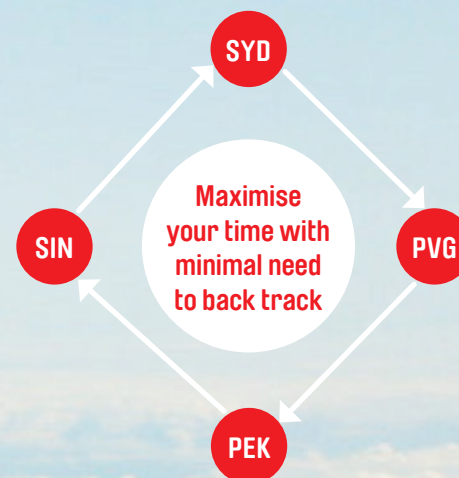 SYD
Maximise
your time with
minimal need
to back track
SIN
PVG
PEK